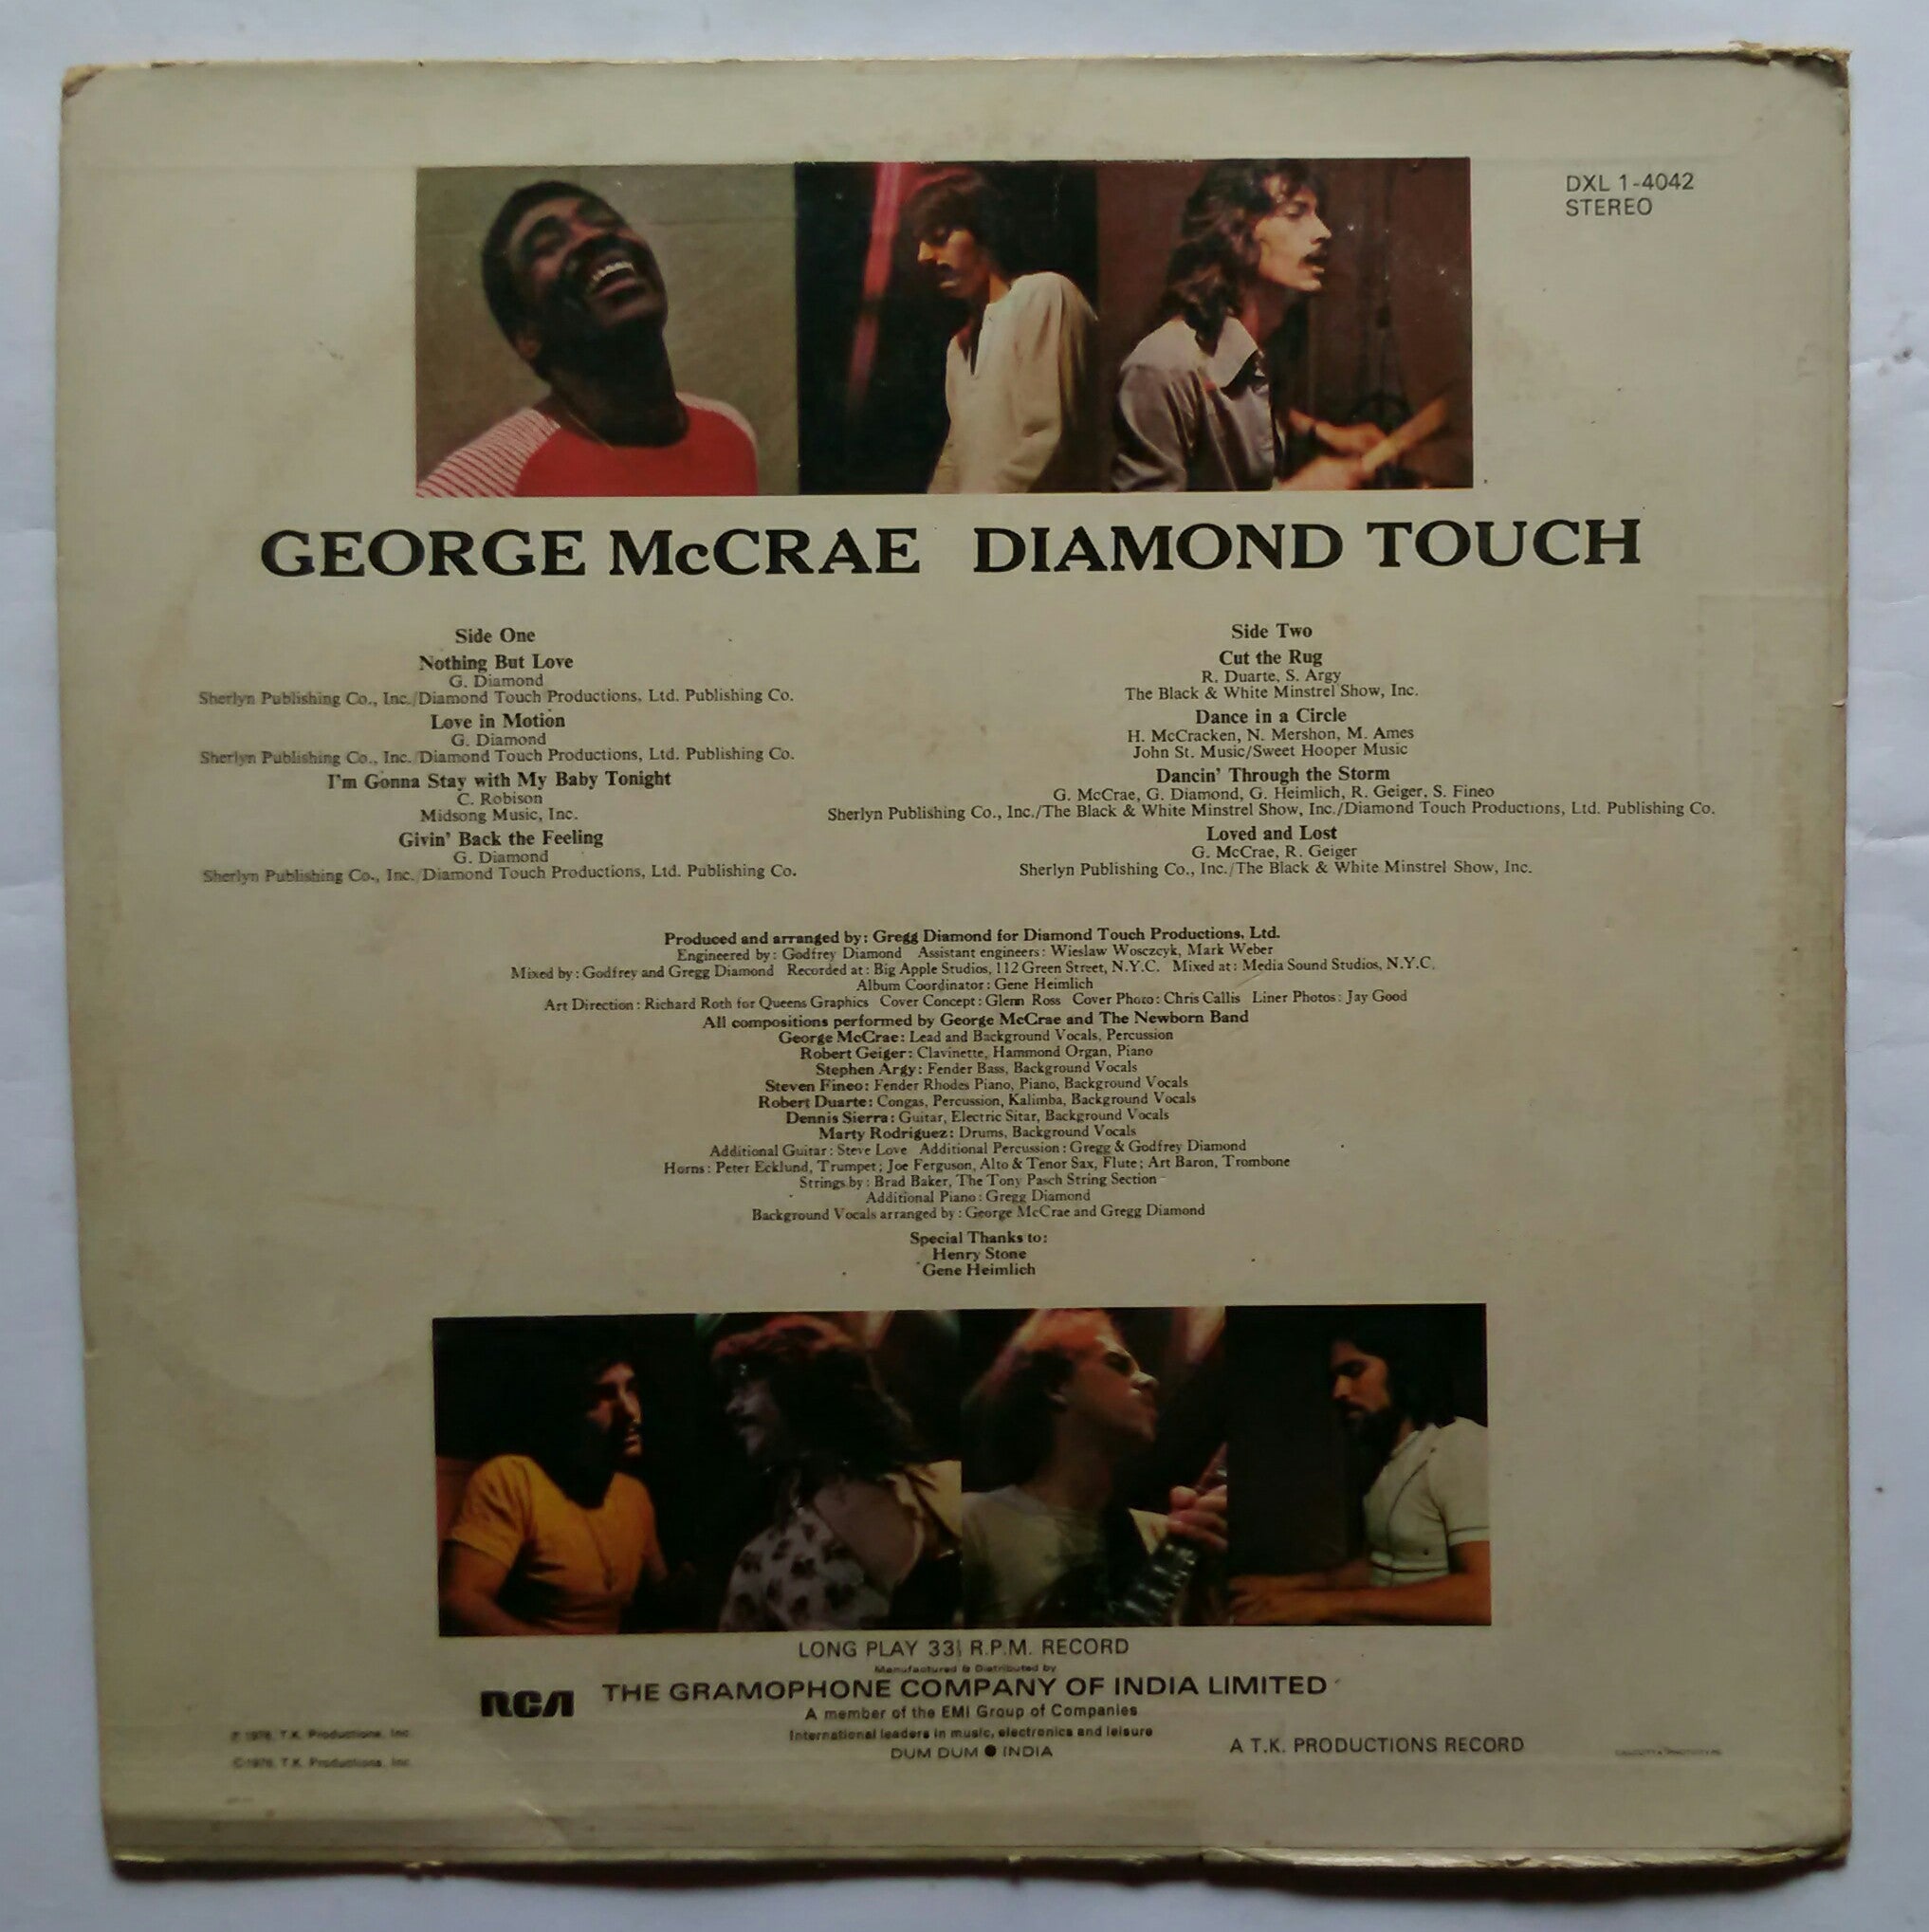 DXL 1-4042
STEREO
GEORGE McCRAE DIAMOND TOUCH
Side One
Nothing But Love
G. Diamond
Sherlyn Publishing Co., Inc./Diamond Touch Productions, Ltd. Publishing Co.
Love in Motion
G. Diamond
Sherlyn Publishing Co., Inc./Diamond Touch Productions, Ltd. Publishing Co.
I'm Gonna Stay with My Baby Tonight
C. Robison
Midsong Music, Inc.
Givin' Back the Feeling
G. Diamond
Sherlyn Publishing Co., Inc./Diamond Touch Productions, Ltd. Publishing Co.
Side Two
Cut the Rug
R. Duarte, S. Argy
The Black & White Minstrel Show, Inc.
Dance in a Circle
H. McCracken, N. Mershon, M. Ames
John St. Music/Sweet Hooper Music
Dancin' Through the Storm
G. McCrae, G. Diamond, G. Heimlich, R. Geiger, S. Fineo
Sherlyn Publishing Co., Inc./The Black & White Minstrel Show, Inc./Diamond Touch Productions, Ltd. Publishing Co.
Loved and Lost
G. McCrae, R. Geiger
Sherlyn Publishing Co., Inc./The Black & White Minstrel Show, Inc.
Produced and arranged by: Gregg Diamond for Diamond Touch Productions, Ltd.
Engineered by: Godfrey Diamond Assistant engineers: Wieslaw Wosczcyk, Mark Weber
Mixed by: Godfrey and Gregg Diamond Recorded at: Big Apple Studios, 112 Green Street, N.Y.C. Mixed at: Media Sound Studios, N.Y.C.
Album Coordinator: Gene Heimlich
Art Direction: Richard Roth for Queens Graphics Cover Concept: Glenn Ross Cover Photo: Chris Callis Liner Photos: Jay Good
All compositions performed by George McCrae and The Newborn Band
George McCrae: Lead and Background Vocals, Percussion
Robert Geiger: Clavinette, Hammond Organ, Piano
Stephen Argy: Fender Bass, Background Vocals
Steven Fineo: Fender Rhodes Piano, Piano, Background Vocals
Robert Duarte: Congas, Percussion, Kalimba, Background Vocals
Dennis Sierra: Guitar, Electric Sitar, Background Vocals
Marty Rodriguez: Drums, Background Vocals
Additional Guitar: Steve Love Additional Percussion: Gregg & Godfrey Diamond
Horns: Peter Ecklund, Trumpet; Joe Ferguson, Alto & Tenor Sax, Flute; Art Baron, Trombone
Strings by: Brad Baker, The Tony Pasch String Section
Additional Piano: Gregg Diamond
Background Vocals arranged by: George McCrae and Gregg Diamond
Special Thanks to:
Henry Stone
Gene Heimlich
LONG PLAY 33⅓ R.P.M. RECORD
Manufactured & Distributed by
RCA THE GRAMOPHONE COMPANY OF INDIA LIMITED
A member of the EMI Group of Companies
International leaders in music, electronics and leisure
DUM DUM ● INDIA
℗ 1976, T.K. Productions, Inc.
©1976, T.K. Productions, Inc.
A T.K. PRODUCTIONS RECORD